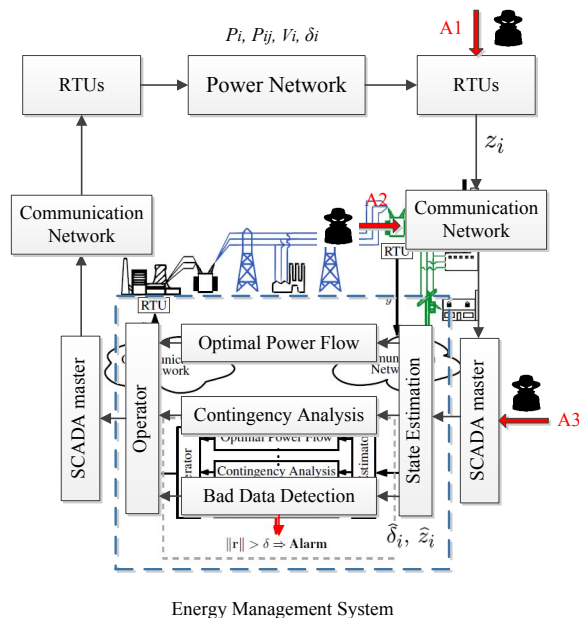 A1
Pi, Pij, Vi, δi
RTUs
Power Network
RTUs
zi
A2
Communication
Network
Communication
Network
RTU
RTU
y
Optimal Power Flow
Network
Contingency Analysis
SCADA master
Operator
State Estimation
SCADA master
A3
Optimal Power Flow
Contingency Analysis
Bad Data Detection
δ̂i, ẑi
||r|| > δ ⇒ Alarm
Energy Management System